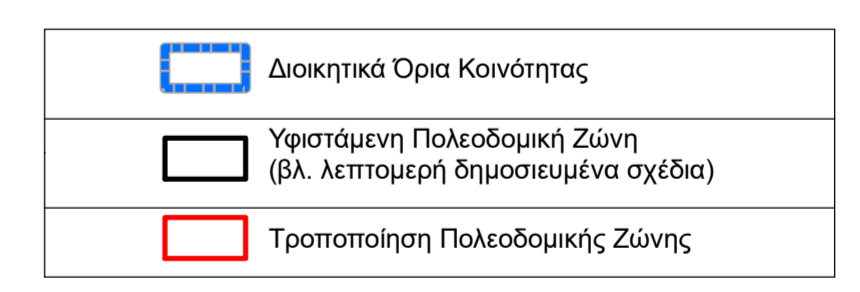 Διοικητικά Όρια Κοινότητας
Υφιστάμενη Πολεοδομική Ζώνη
(βλ. λεπτομερή δημοσιευμένα σχέδια)
Τροποποίηση Πολεοδομικής Ζώνης